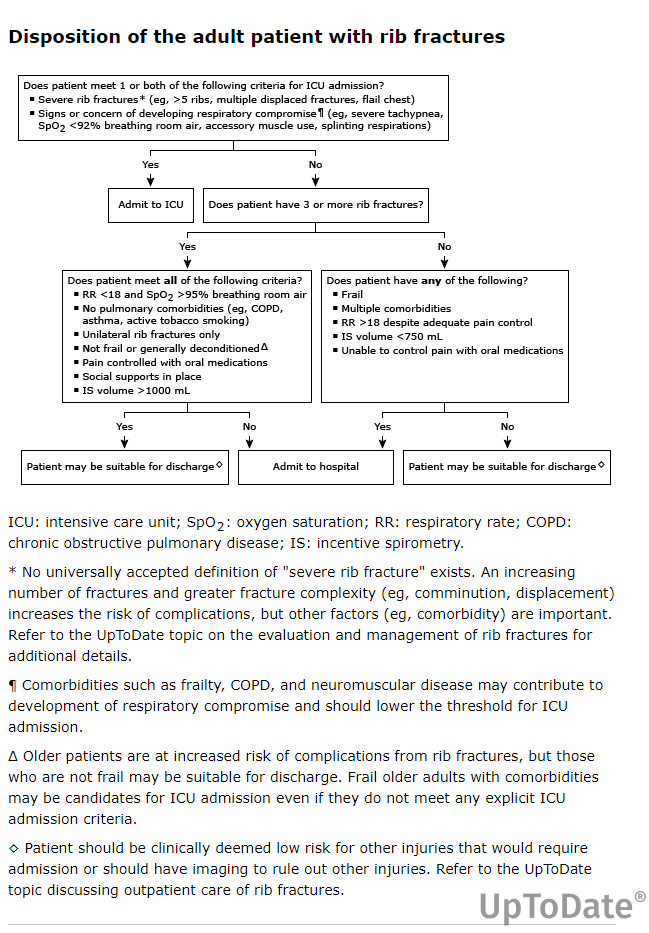 Disposition of the adult patient with rib fractures
Does patient meet 1 or both of the following criteria for ICU admission?
▪ Severe rib fractures* (eg, >5 ribs, multiple displaced fractures, flail chest)
▪ Signs or concern of developing respiratory compromise¶ (eg, severe tachypnea,
SpO2 <92% breathing room air, accessory muscle use, splinting respirations)
Yes
No
Admit to ICU
Does patient have 3 or more rib fractures?
Yes
No
Does patient meet all of the following criteria?
▪ RR <18 and SpO2 >95% breathing room air
▪ No pulmonary comorbidities (eg, COPD,
asthma, active tobacco smoking)
▪ Unilateral rib fractures only
▪ Not frail or generally deconditionedΔ
▪ Pain controlled with oral medications
▪ Social supports in place
▪ IS volume >1000 mL
Does patient have any of the following?
▪ Frail
▪ Multiple comorbidities
▪ RR >18 despite adequate pain control
▪ IS volume <750 mL
▪ Unable to control pain with oral medications
Yes
No
Yes
No
Patient may be suitable for discharge◊
Admit to hospital
Patient may be suitable for discharge◊
ICU: intensive care unit; SpO2: oxygen saturation; RR: respiratory rate; COPD:
chronic obstructive pulmonary disease; IS: incentive spirometry.
* No universally accepted definition of "severe rib fracture" exists. An increasing
number of fractures and greater fracture complexity (eg, comminution, displacement)
increases the risk of complications, but other factors (eg, comorbidity) are important.
Refer to the UpToDate topic on the evaluation and management of rib fractures for
additional details.
¶ Comorbidities such as frailty, COPD, and neuromuscular disease may contribute to
development of respiratory compromise and should lower the threshold for ICU
admission.
Δ Older patients are at increased risk of complications from rib fractures, but those
who are not frail may be suitable for discharge. Frail older adults with comorbidities
may be candidates for ICU admission even if they do not meet any explicit ICU
admission criteria.
◊ Patient should be clinically deemed low risk for other injuries that would require
admission or should have imaging to rule out other injuries. Refer to the UpToDate
topic discussing outpatient care of rib fractures.
UpToDate®